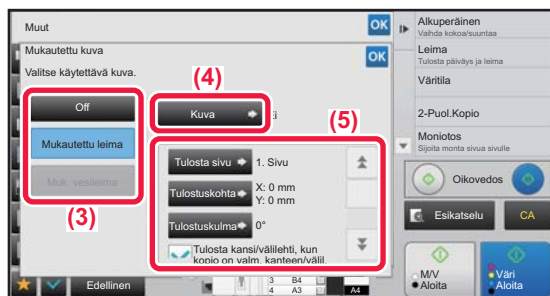 Muut
OK
Mukautettu kuva
OK
Valitse käytettävä kuva.
(4)
Off
Kuva
(5)
Mukautettu leima
Tulosta sivu
1. Sivu
Muk. vesileima
Tulostuskohta
X: 0 mm
Y: 0 mm
(3)
Tulostuskulma
0°
Tulosta kansi/välilehti, kun
kopio on valm. kanteen/välil.
Edellinen
3 B4
4 A3
A4
Alkuperäinen
Vaihda kokoa/suuntaa
Leima
Tulosta päiväys ja leima
Väritila
2-Puol.Kopio
Moniotos
Sijoita monta sivua sivulle
Oikovedos
Esikatselu
CA
M/V
Aloita
Väri
Aloita